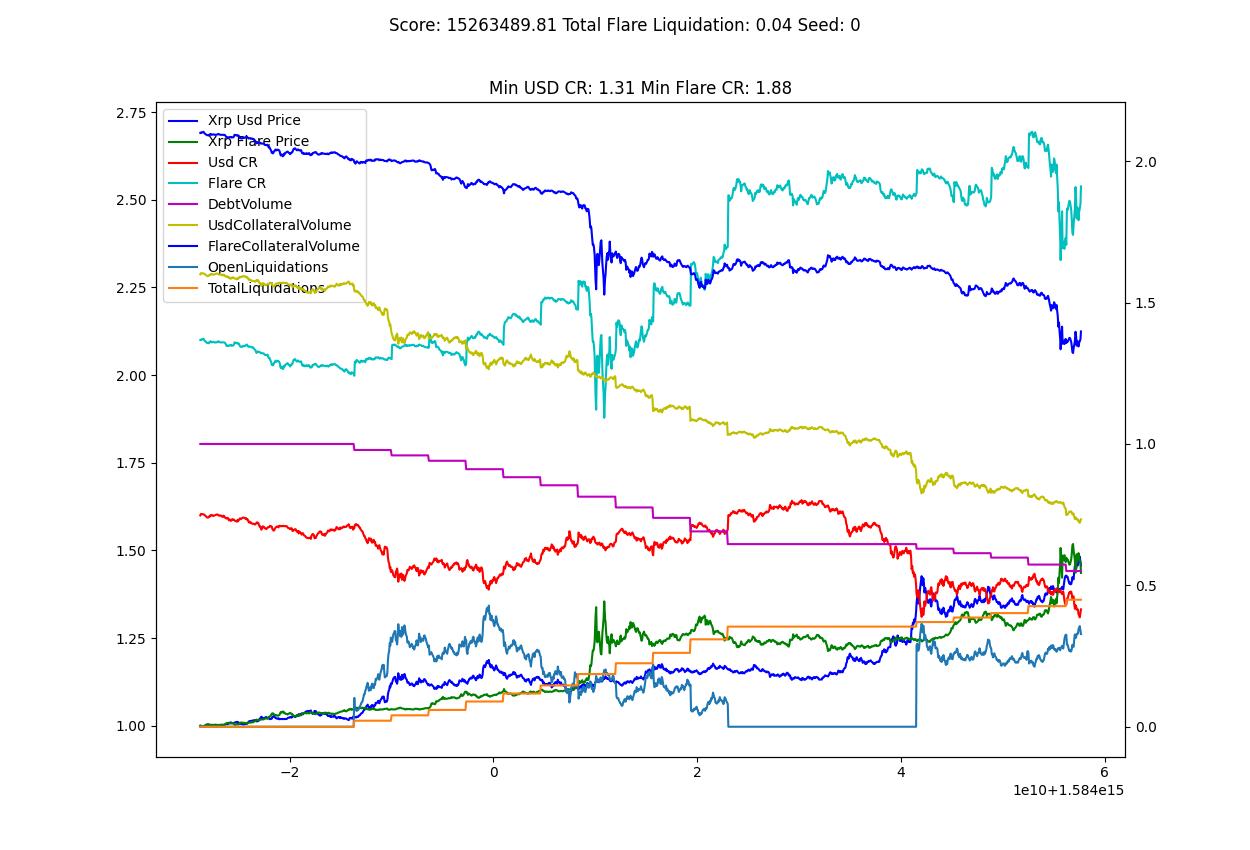 Score: 15263489.81 Total Flare Liquidation: 0.04 Seed: 0
Min USD CR: 1.31 Min Flare CR: 1.88
2.75
2.50
2.25
2.00
1.75
1.50
1.25
1.00
Xrp Usd Price
Xrp Flare Price
Usd CR
Flare CR
DebtVolume
UsdCollateralVolume
FlareCollateralVolume
OpenLiquidations
TotalLiquidations
2.0
1.5
1.0
0.5
0.0
−2 0 2 4 6
1e10+1.584e15